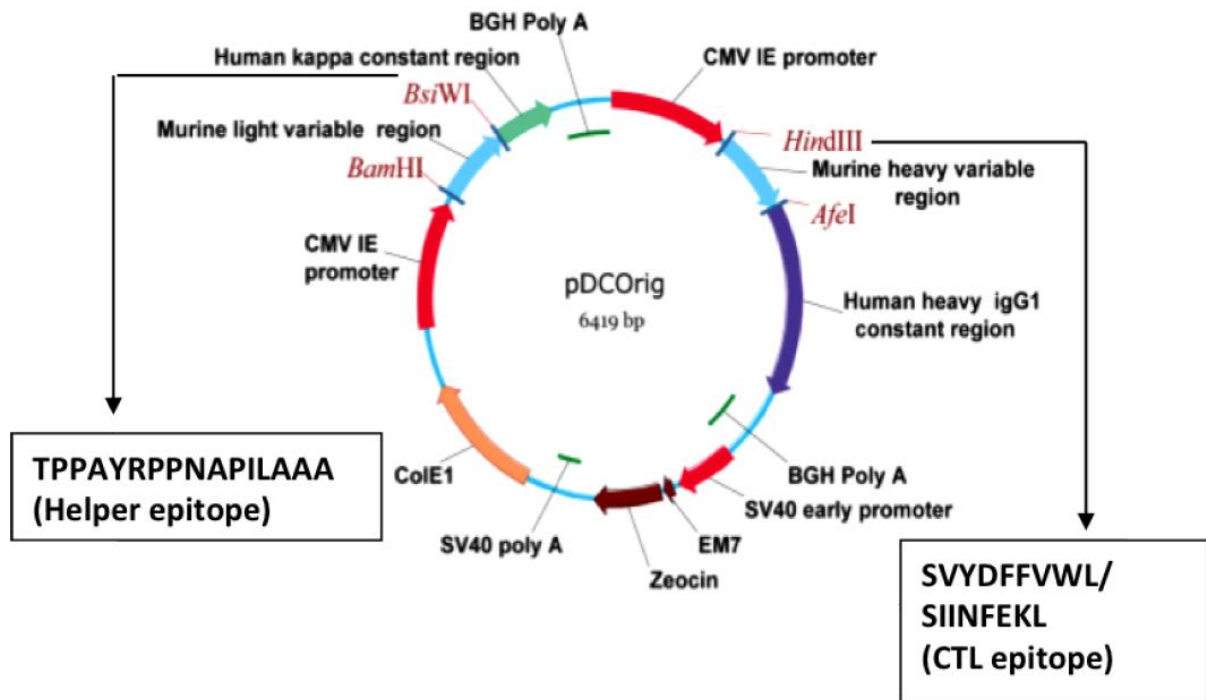 BGH Poly A
Human kappa constant region
CMV IE promoter
BsiWI
HindIII
Murine light variable region
Murine heavy variable
region
BamHI
AfeI
CMV IE
promoter
pDCOrig
6419 bp
Human heavy igG1
constant region
TPPAYRPPNAPILAAA
(Helper epitope)
ColE1
BGH Poly A
SV40 early promoter
SV40 poly A
EM7
Zeocin
SVYDFFVWL/
SIINFEKL
(CTL epitope)